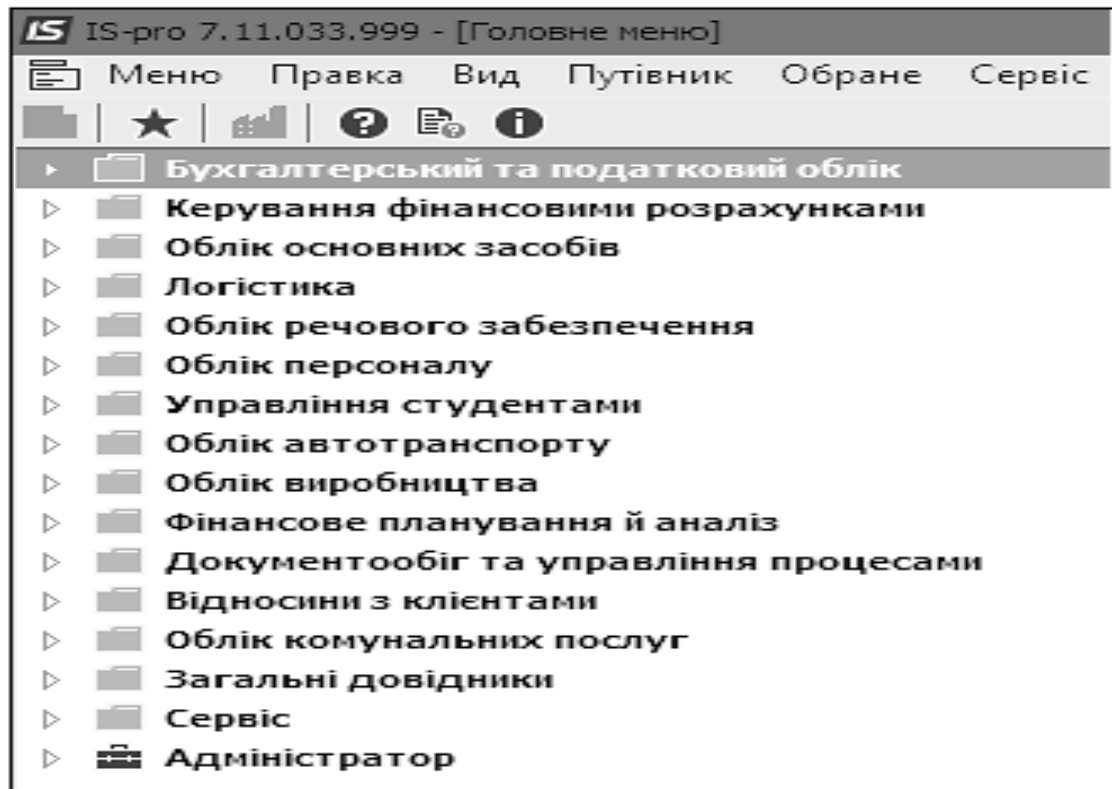 IS IS-pro 7.11.033.999 - [Головне меню]
Меню Правка Вид Путівник Обране Сервіс
Бухгалтерський та податковий облік
Керування фінансовими розрахунками
Облік основних засобів
Логістика
Облік речового забезпечення
Облік персоналу
Управління студентами
Облік автотранспорту
Облік виробництва
Фінансове планування й аналіз
Документообіг та управління процесами
Відносини з клієнтами
Облік комунальних послуг
Загальні довідники
Сервіс
Адміністратор